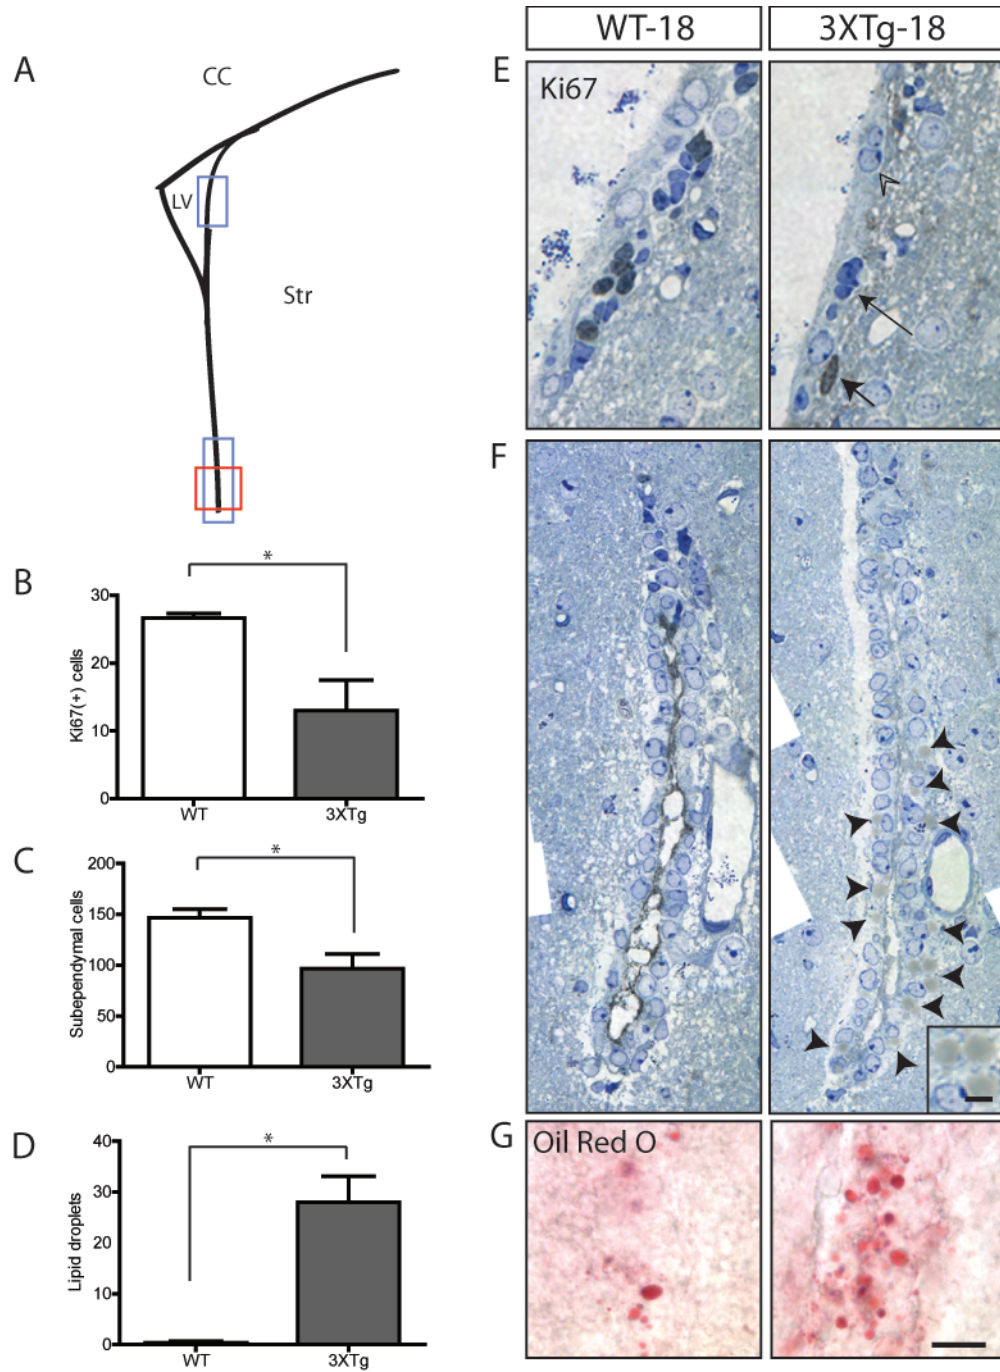 WT-18
3XTg-18
A
CC
LV
Str
B
*
30
20
10
0
Ki67(+) cells
WT
3XTg
C
*
200
150
100
50
0
Subependymal cells
WT
3XTg
D
*
40
30
20
10
0
Lipid droplets
WT
3XTg
E
Ki67
F
G
Oil Red O